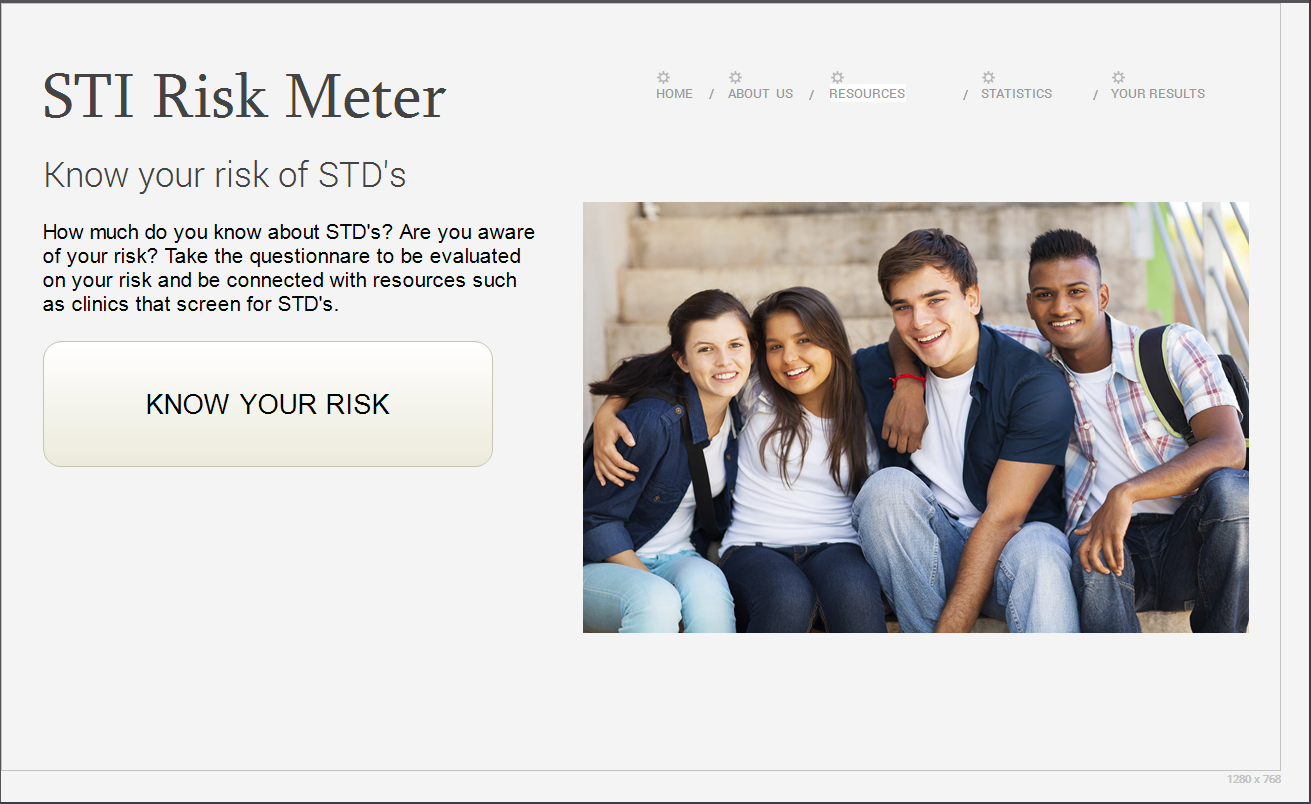 STI Risk Meter
HOME / ABOUT US / RESOURCES / STATISTICS / YOUR RESULTS
Know your risk of STD's
How much do you know about STD's? Are you aware
of your risk? Take the questionnare to be evaluated
on your risk and be connected with resources such
as clinics that screen for STD's.
KNOW YOUR RISK
1280 x 768